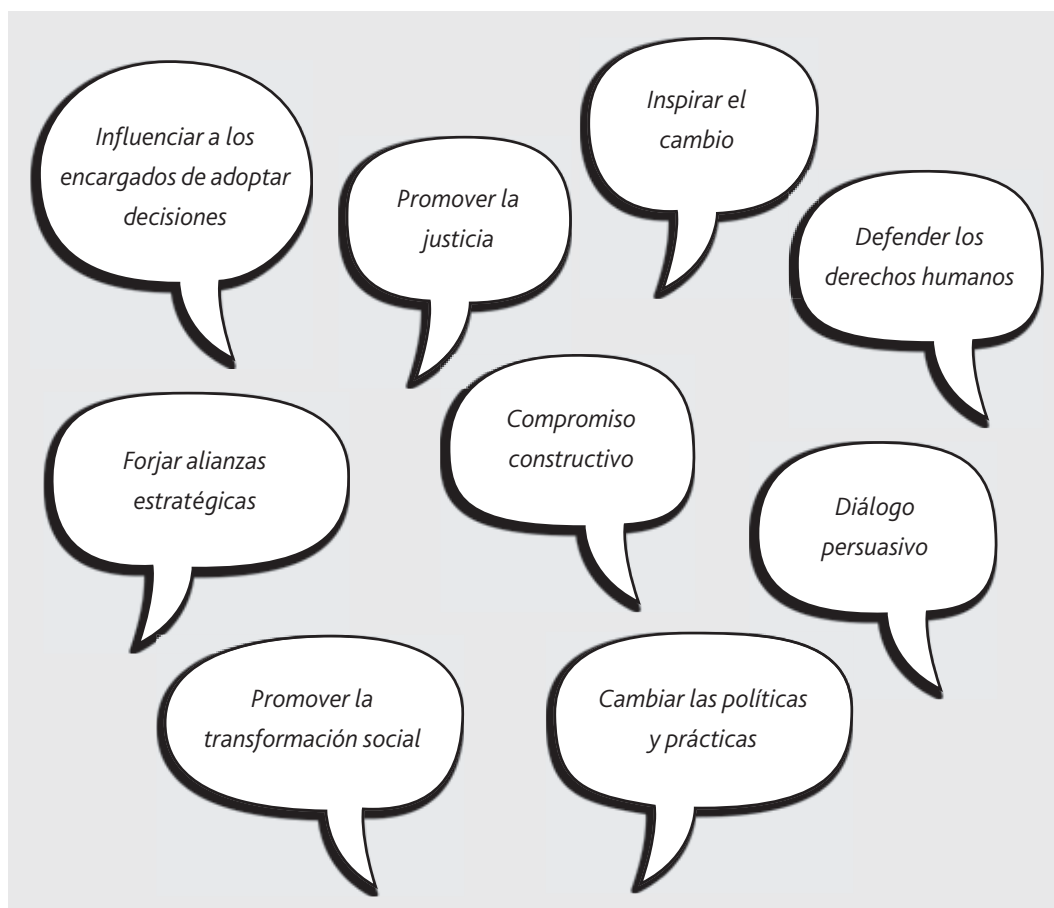 Influenciar a los
encargados de adoptar
decisiones
Promover la
justicia
Inspirar el
cambio
Defender los
derechos humanos
Forjar alianzas
estratégicas
Compromiso
constructivo
Diálogo
persuasivo
Promover la
transformación social
Cambiar las políticas
y prácticas